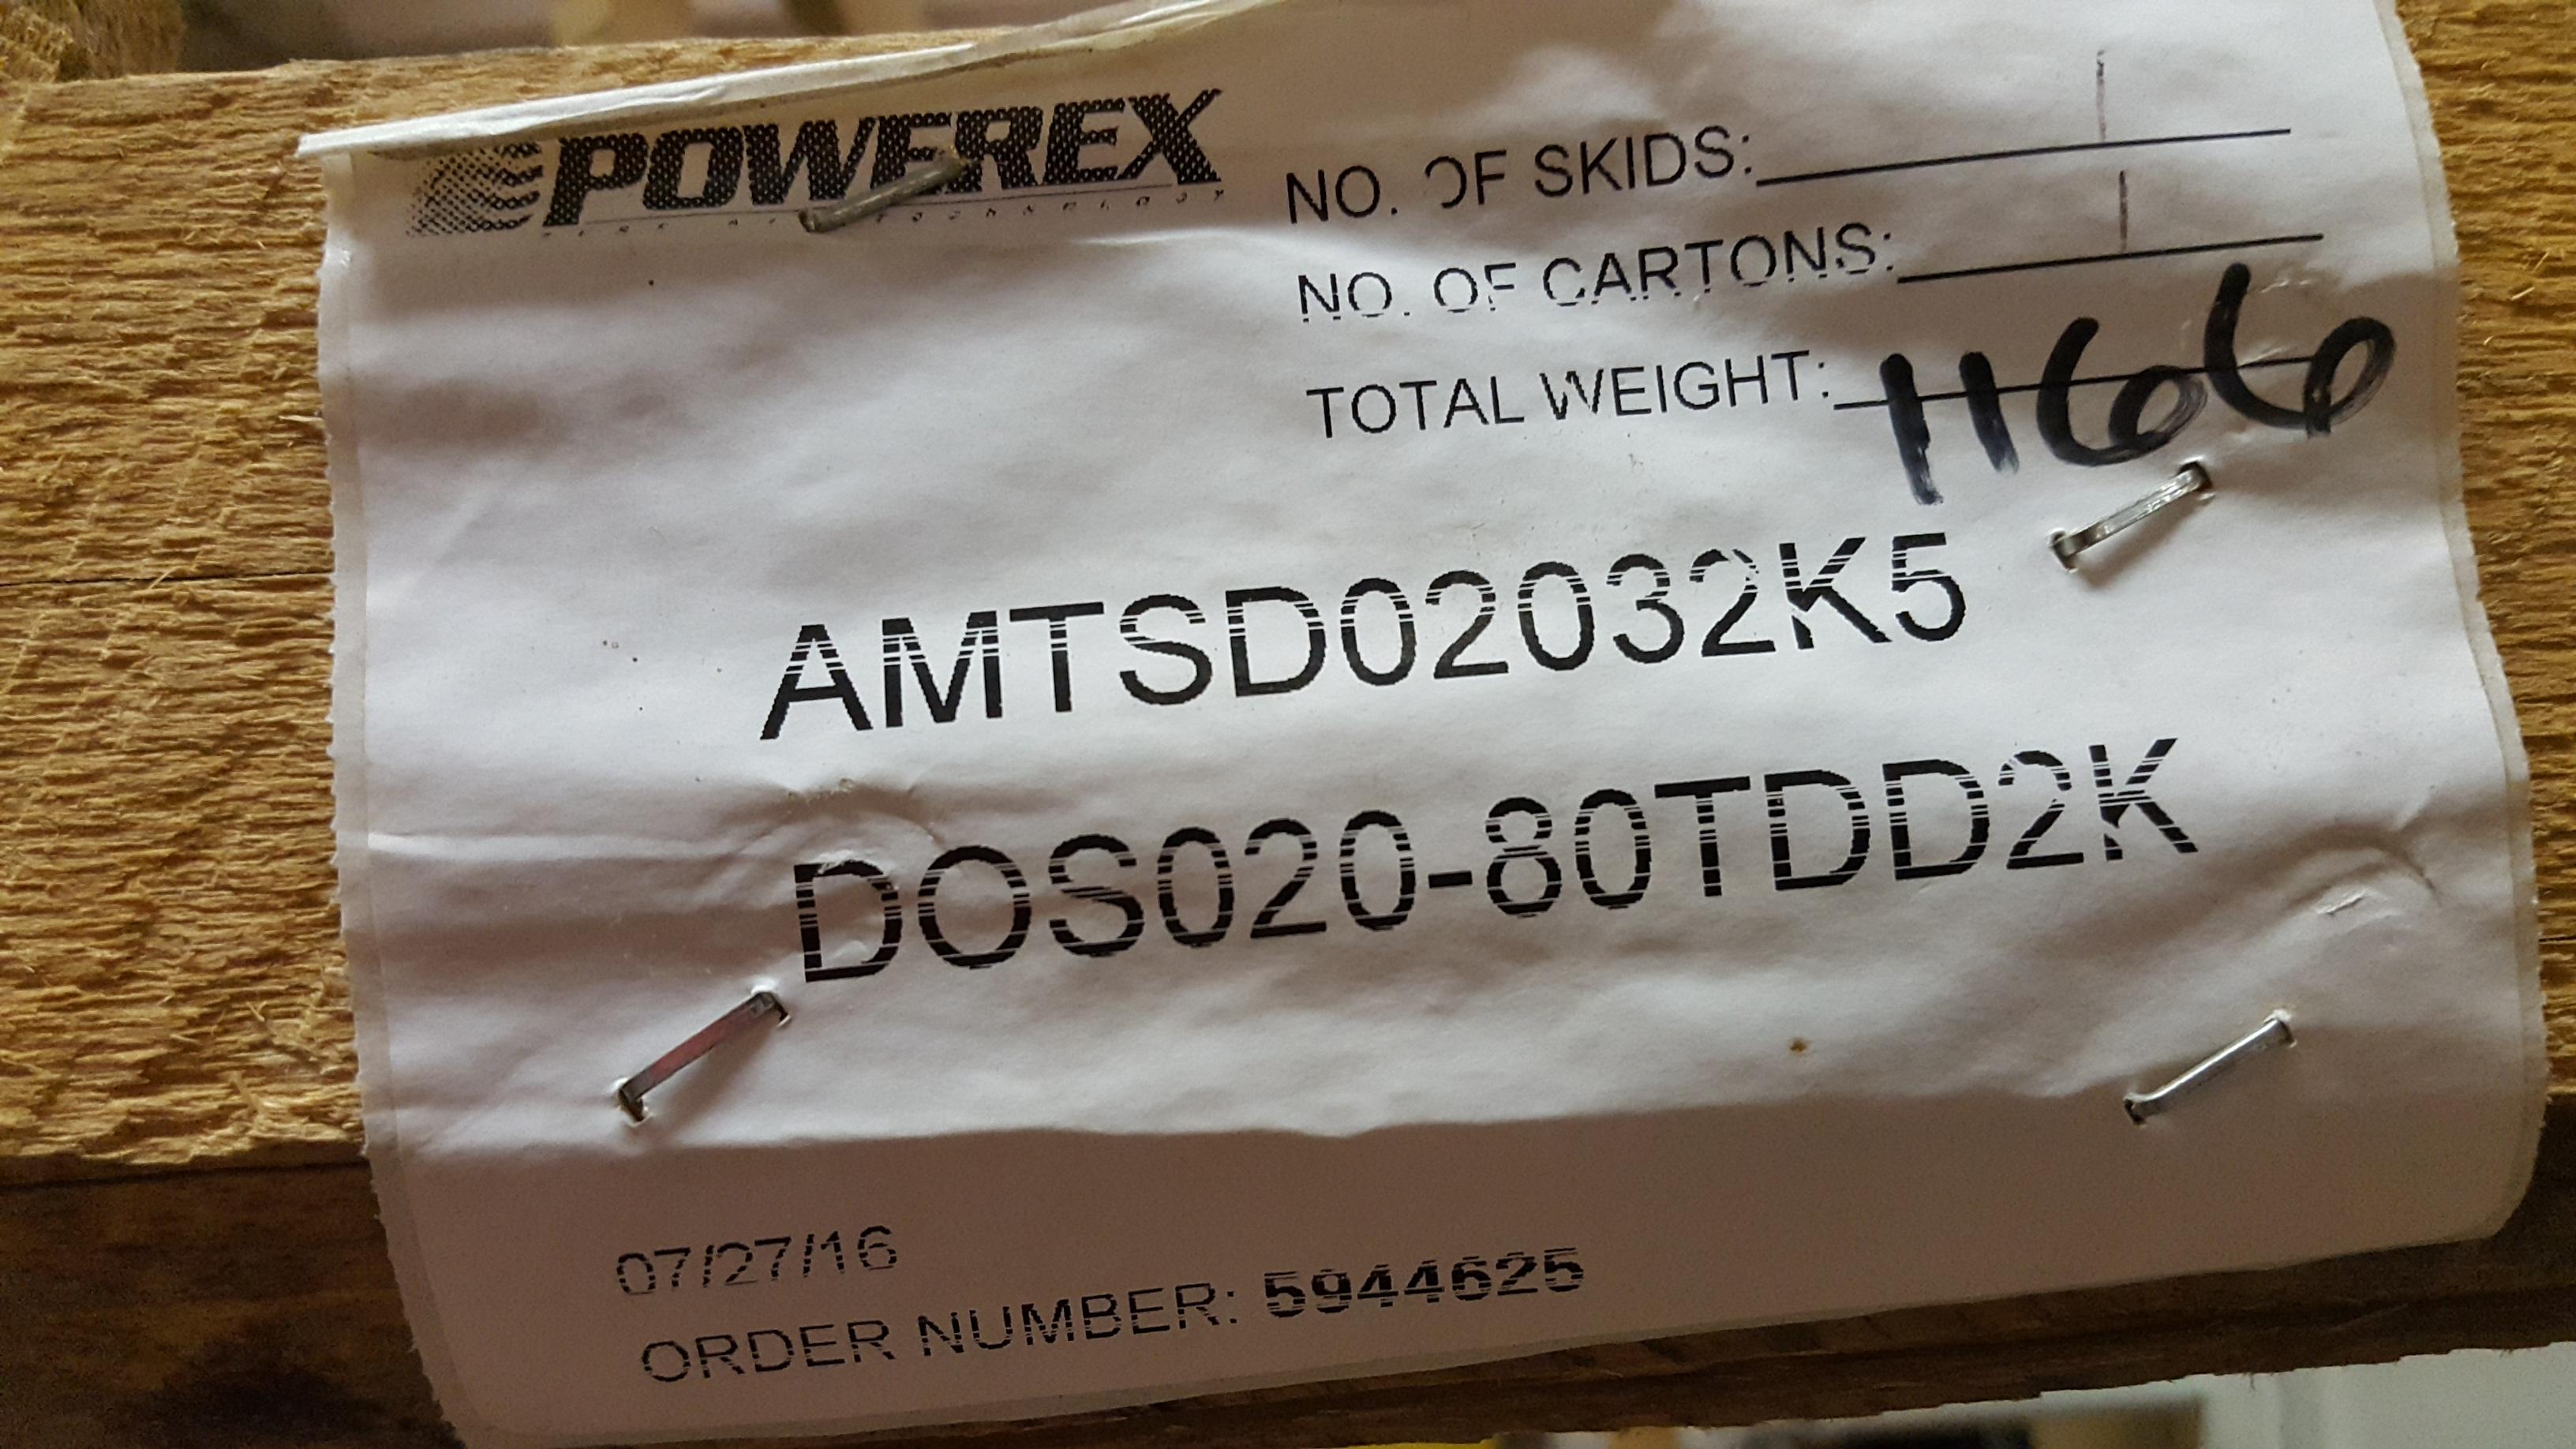 POWEREX
NO. OF SKIDS: 1
NO. OF CARTONS: 1
TOTAL WEIGHT: 1166
AMTSD02032K5
DOS020-80TDD2K
07/27/16
ORDER NUMBER: 5944625